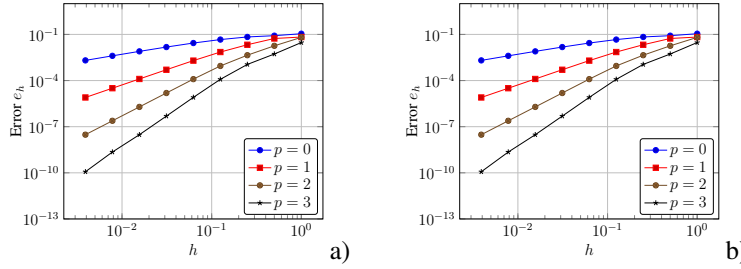 10^{-1}
10^{-4}
10^{-7}
10^{-10}
10^{-13}
Error e_h
p = 0
p = 1
p = 2
p = 3
10^{-2}
10^{-1}
10^{0}
h
a)
10^{-1}
10^{-4}
10^{-7}
10^{-10}
10^{-13}
Error e_h
p = 0
p = 1
p = 2
p = 3
10^{-2}
10^{-1}
10^{0}
h
b)